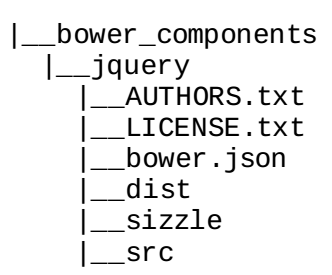 |__bower_components
  |__jquery
    |__AUTHORS.txt
    |__LICENSE.txt
    |__bower.json
    |__dist
    |__sizzle
    |__src